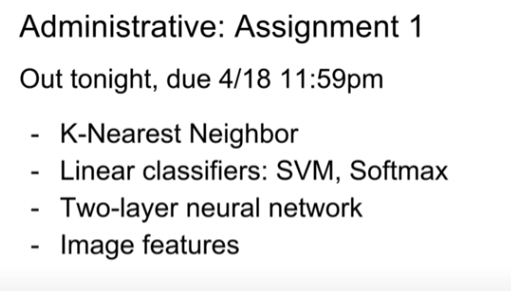 Administrative: Assignment 1
Out tonight, due 4/18 11:59pm
- K-Nearest Neighbor
- Linear classifiers: SVM, Softmax
- Two-layer neural network
- Image features